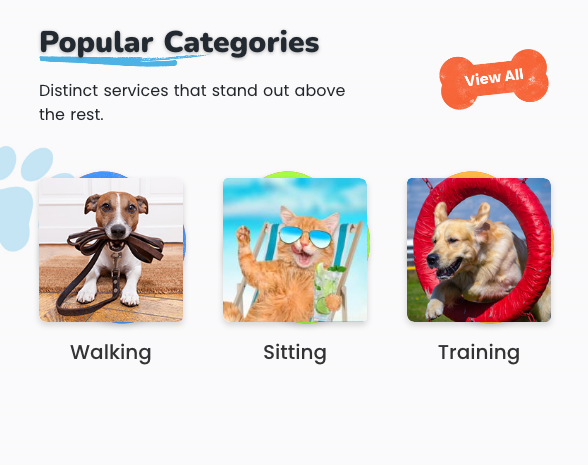 Popular Categories
View All
Distinct services that stand out above
the rest.
Walking
Sitting
Training